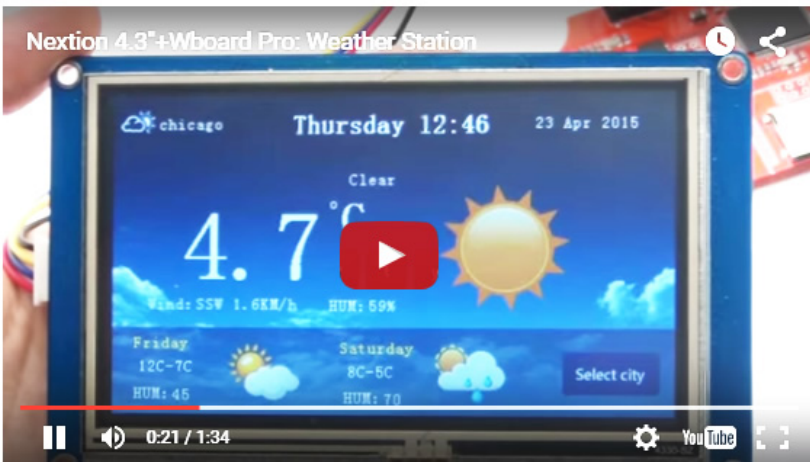 Nextion 4.3"+Wboard Pro: Weather Station
chicago
Thursday 12:46
23 Apr 2015
Clear
4.7 °C
Wind:SSW 1.6KM/h
HUM:59%
Friday
12C-7C
HUM:45
Saturday
8C-5C
HUM:70
Select city
0:21 / 1:34
YouTube